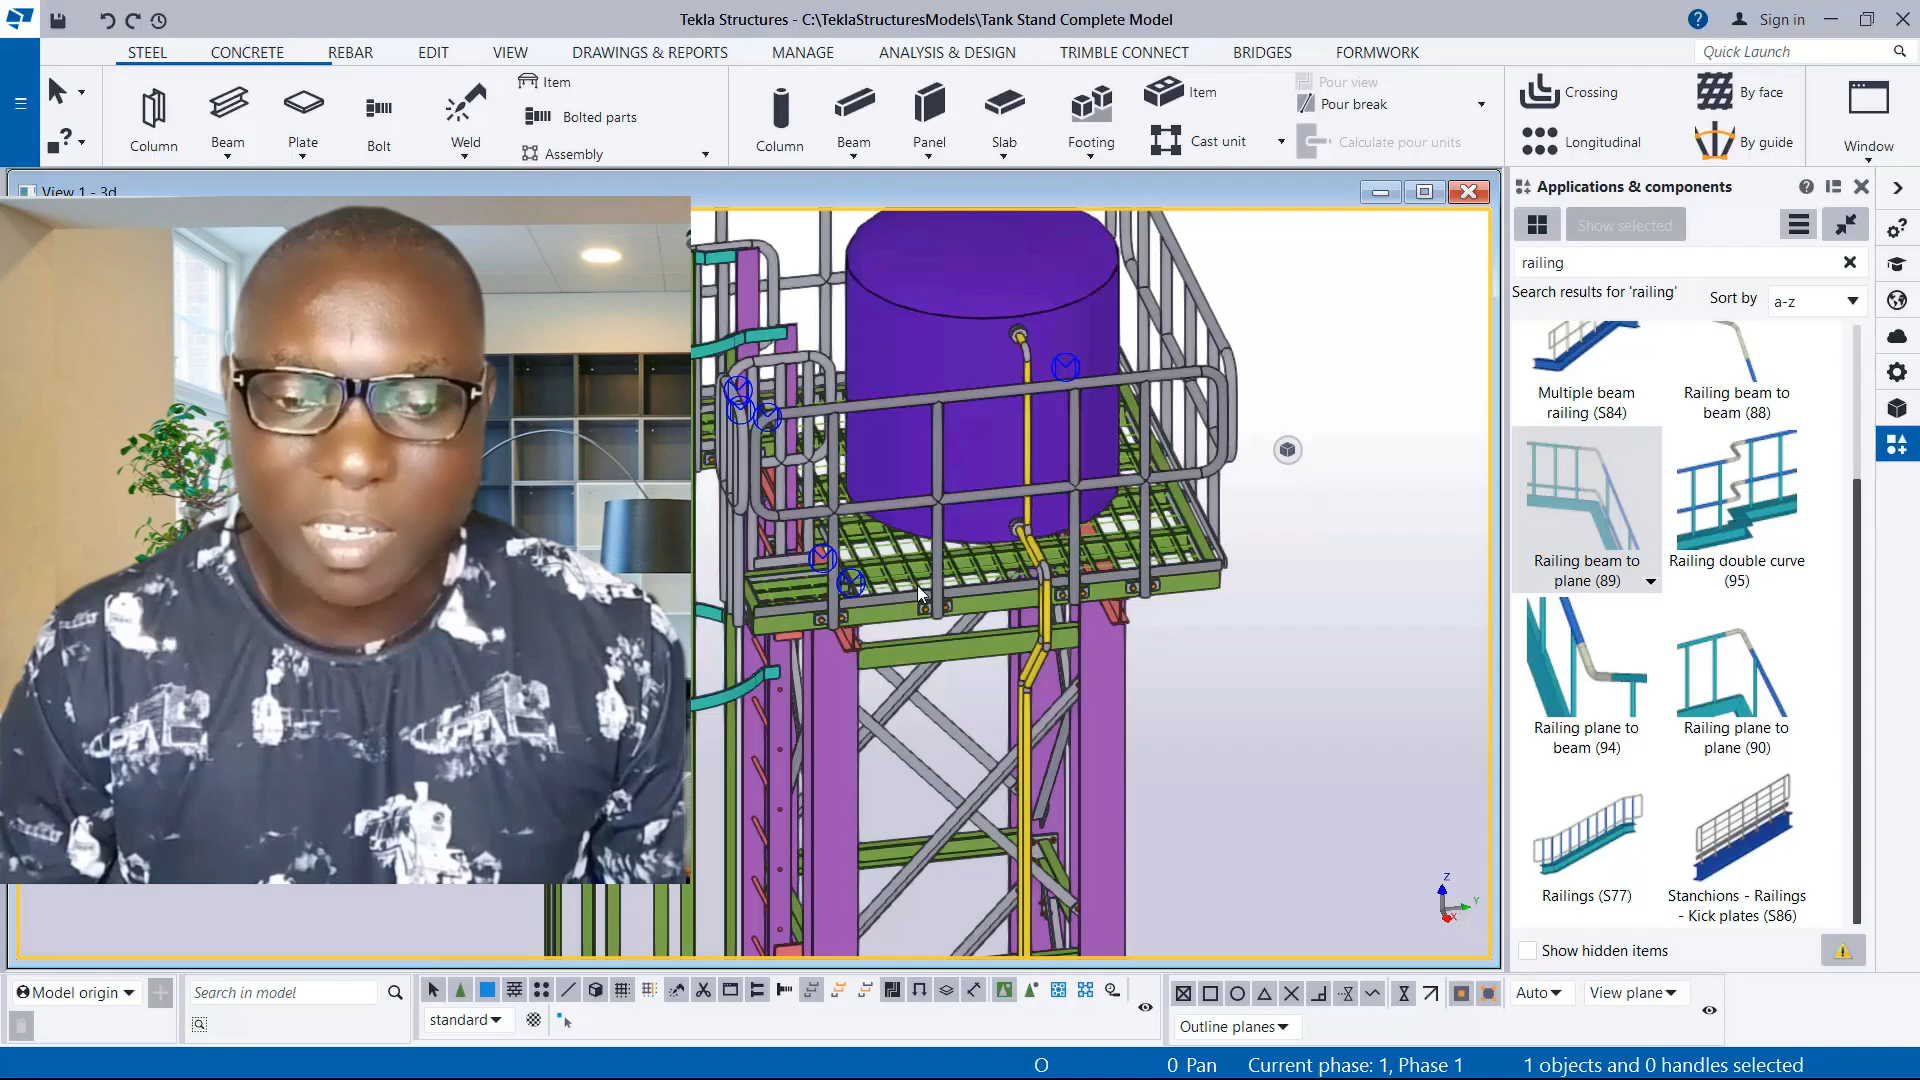 Tekla Structures - C:\TeklaStructuresModels\Tank Stand Complete Model
Sign in
STEEL CONCRETE REBAR EDIT VIEW DRAWINGS & REPORTS MANAGE ANALYSIS & DESIGN TRIMBLE CONNECT BRIDGES FORMWORK
Quick Launch
Column Beam Plate Bolt Weld
Item
Bolted parts
Assembly
Column Beam Panel Slab Footing
Item
Cast unit
Pour view
Pour break
Calculate pour units
Crossing
Longitudinal
By face
By guide
Window
View 1 - 3d
Applications & components
Show selected
railing
Search results for 'railing'
Sort by
a-z
Multiple beam
railing (S84)
Railing beam to
beam (88)
Railing beam to
plane (89)
Railing double curve
(95)
Railing plane to
beam (94)
Railing plane to
plane (90)
Railings (S77)
Stanchions - Railings
- Kick plates (S86)
Show hidden items
Z
Y
X
Model origin
Search in model
standard
Auto
View plane
Outline planes
O
0 Pan
Current phase: 1, Phase 1
1 objects and 0 handles selected